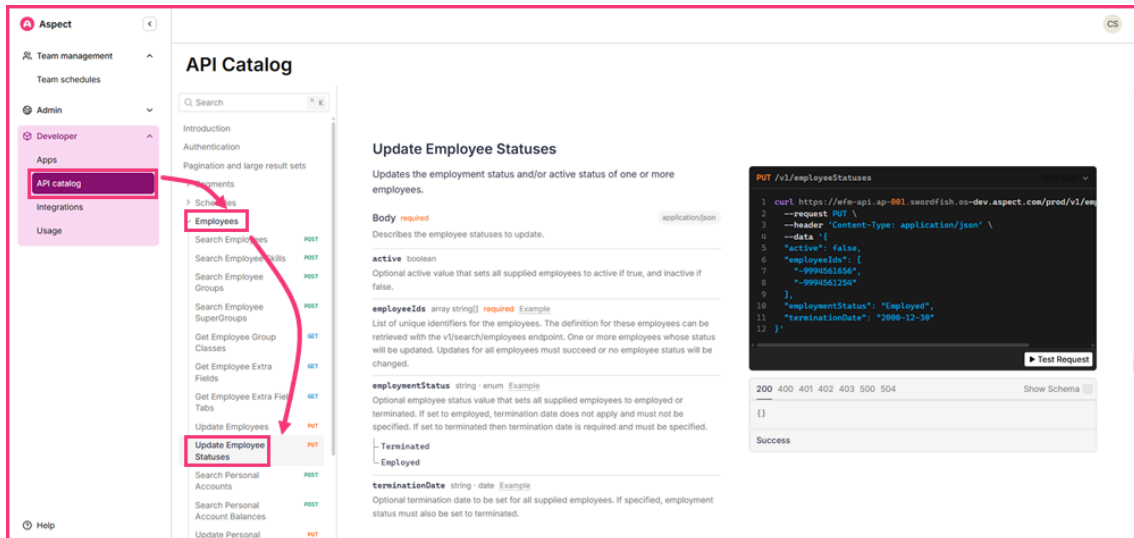 Aspect
CS
Team management
Team schedules
Admin
Developer
Apps
API catalog
Integrations
Usage
Help
API Catalog
Search
^ K
Introduction
Authentication
Pagination and large result sets
Segments
Schedules
Employees
Search Employees POST
Search Employee Skills POST
Search Employee POST
Groups
Search Employee POST
SuperGroups
Get Employee Group GET
Classes
Get Employee Extra GET
Fields
Get Employee Extra Field GET
Tabs
Update Employees PUT
Update Employee PUT
Statuses
Search Personal POST
Accounts
Search Personal POST
Account Balances
Update Personal PUT
Update Employee Statuses
Updates the employment status and/or active status of one or more
employees.
Body required application/json
Describes the employee statuses to update.
active boolean
Optional active value that sets all supplied employees to active if true, and inactive if
false.
employeeIds array string[] required Example
List of unique identifiers for the employees. The definition for these employees can be
retrieved with the v1/search/employees endpoint. One or more employees whose status
will be updated. Updates for all employees must succeed or no employee status will be
changed.
employmentStatus string · enum Example
Optional employee status value that sets all supplied employees to employed or
terminated. If set to employed, termination date does not apply and must not be
specified. If set to terminated then termination date is required and must be specified.
Terminated
Employed
terminationDate string · date Example
Optional termination date to be set for all supplied employees. If specified, employment
status must also be set to terminated.
PUT /v1/employeeStatuses
1 curl https://wfm-api.ap-001.swordfish.os-dev.aspect.com/prod/v1/em
2 --request PUT \
3 --header 'Content-Type: application/json' \
4 --data '{
5 "active": false,
6 "employeeIds": [
7 "-9994561656",
8 "-9994561254"
9 ],
10 "employmentStatus": "Employed",
11 "terminationDate": "2000-12-30"
12 }'
Test Request
200 400 401 402 403 500 504 Show Schema
{}
Success